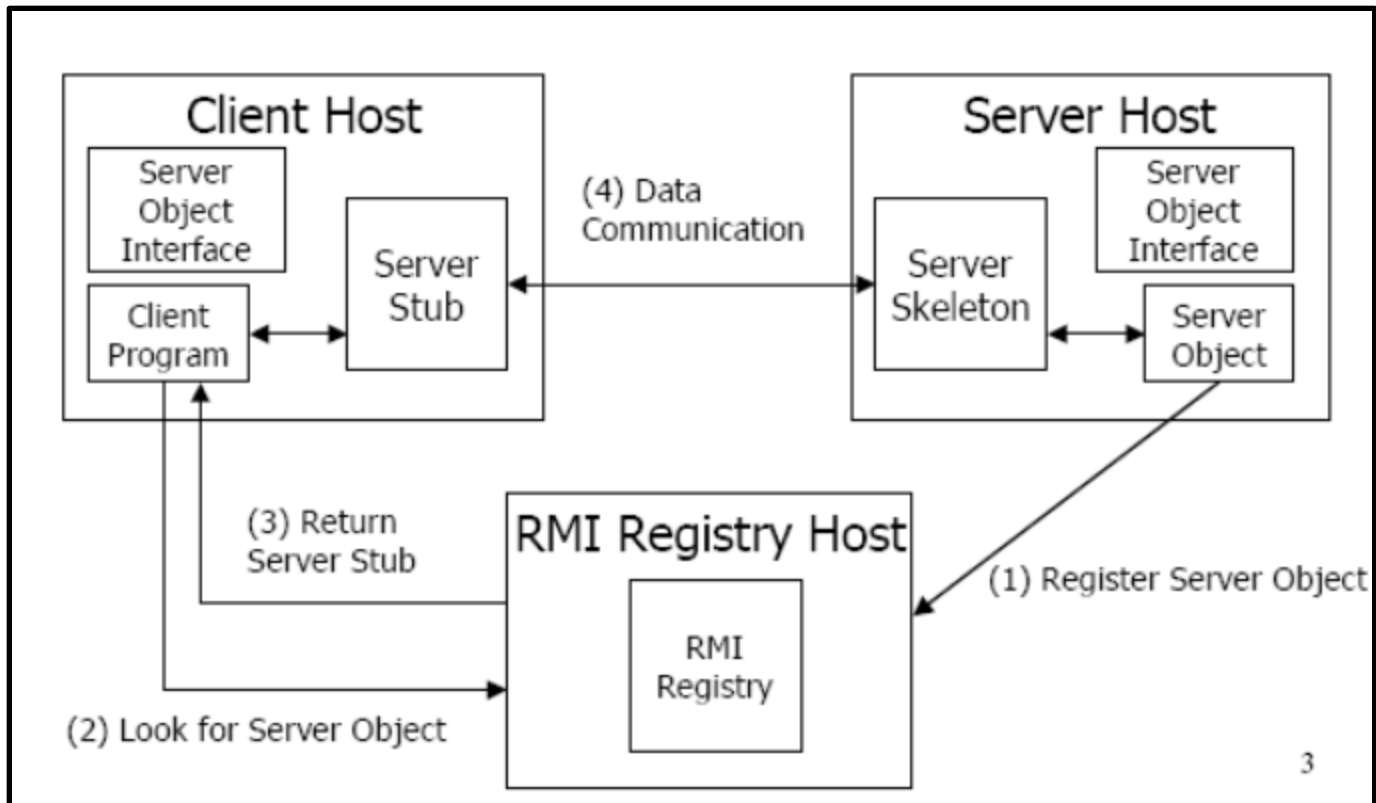 Client Host
Server
Object
Interface
Client
Program
Server
Stub
(4) Data
Communication
Server Host
Server
Skeleton
Server
Object
Interface
Server
Object
(3) Return
Server Stub
RMI Registry Host
RMI
Registry
(1) Register Server Object
(2) Look for Server Object
3